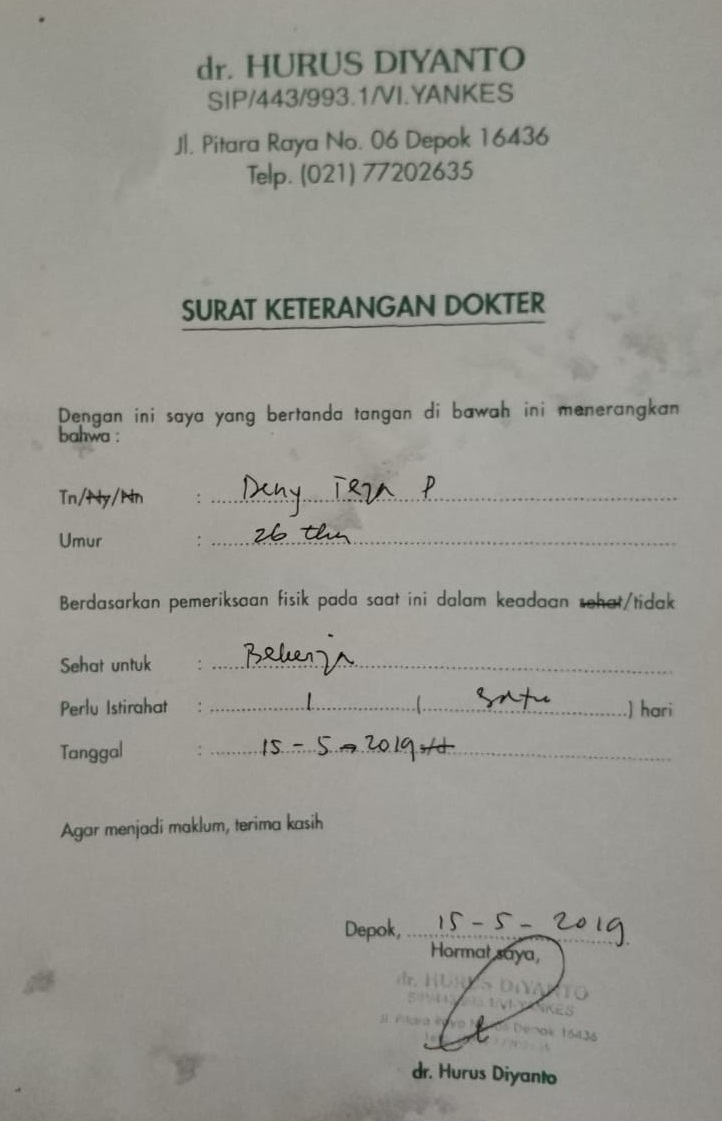 dr. HURUS DIYANTO
SIP/443/993.1/VI.YANKES
Jl. Pitara Raya No. 06 Depok 16436
Telp. (021) 77202635
SURAT KETERANGAN DOKTER
Dengan ini saya yang bertanda tangan di bawah ini menerangkan
bahwa :
Tn/Ny/Nn : Deny Teza P
Umur : 26 thn
Berdasarkan pemeriksaan fisik pada saat ini dalam keadaan sehat/tidak
Sehat untuk : Bekerja
Perlu Istirahat : 1 ( Satu ) hari
Tanggal : 15 - 5 - 2019
Agar menjadi maklum, terima kasih
Depok, 15 - 5 - 2019
Hormat saya,
dr. HURUS DIYANTO
SIP/443/993.1/VI.YANKES
Jl. Pitara Raya No. 06 Depok 16436
dr. Hurus Diyanto